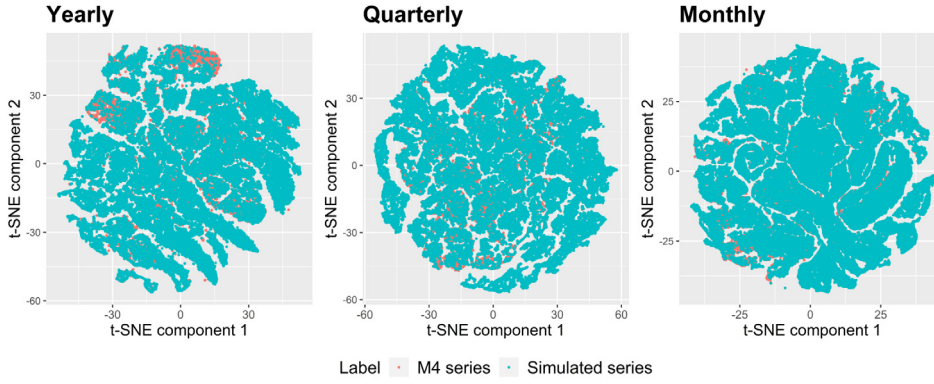 Yearly
Quarterly
Monthly
t-SNE component 2
30
0
-30
-60
-30
0
30
t-SNE component 1
t-SNE component 2
30
0
-30
-60
-60
-30
0
30
60
t-SNE component 1
t-SNE component 2
25
0
-25
-25
0
25
t-SNE component 1
Label M4 series Simulated series